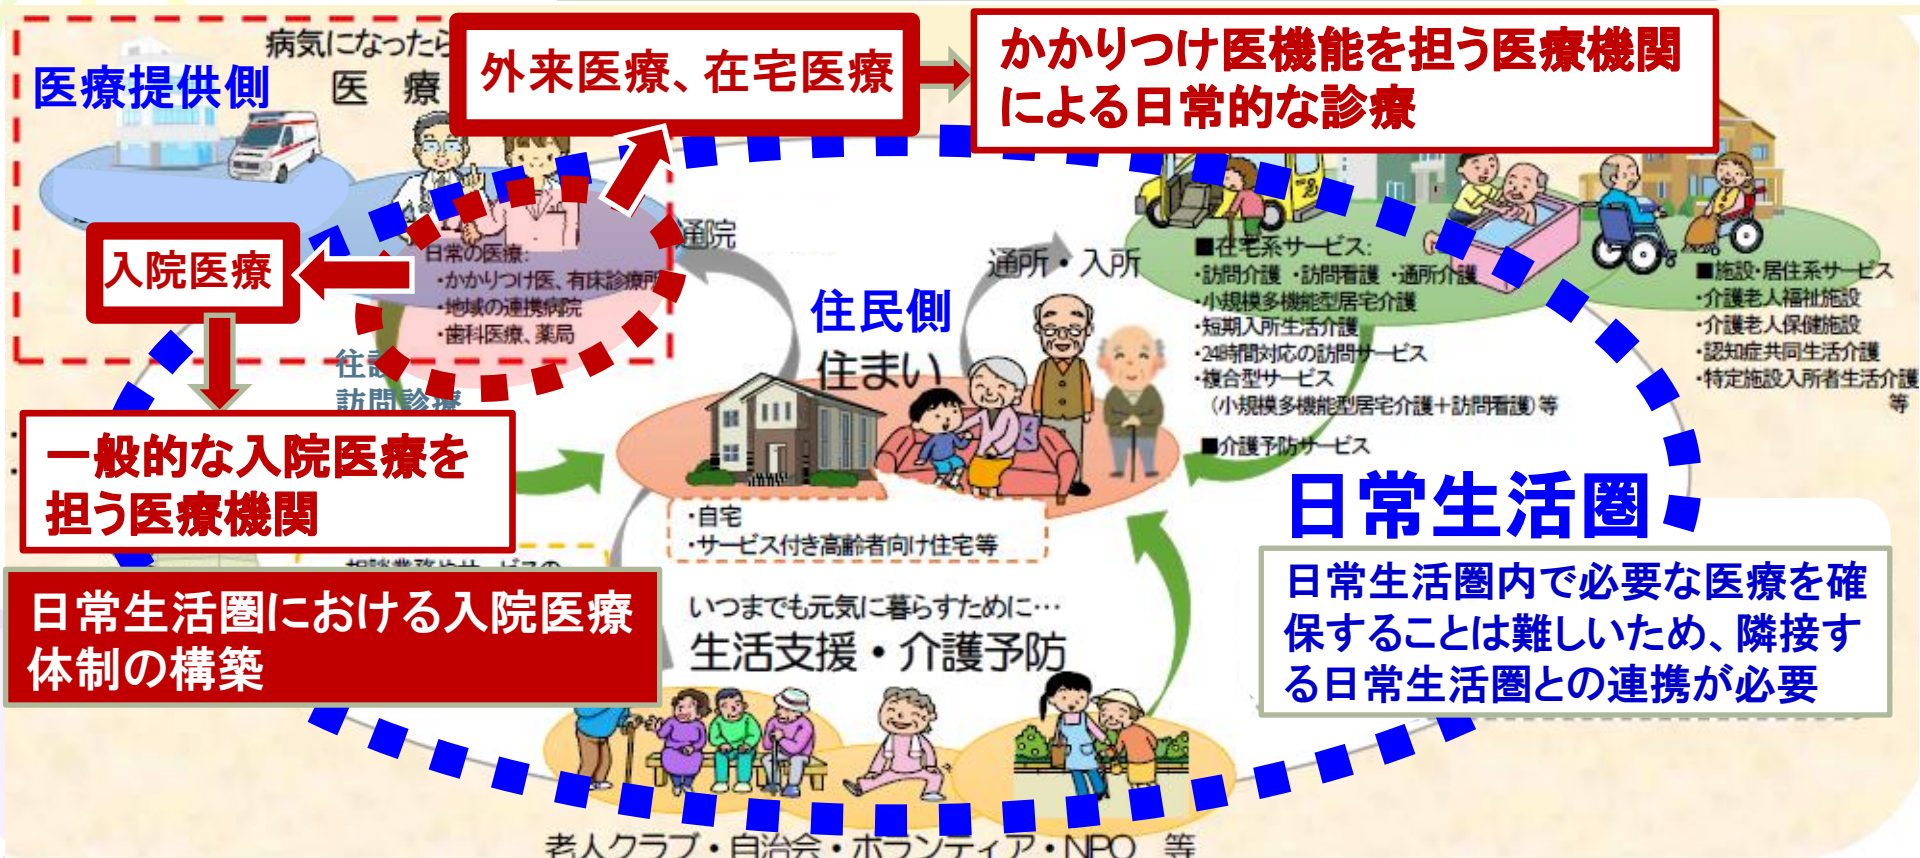 病気になったら
医療提供側
医 療
外来医療、在宅医療
かかりつけ医機能を担う医療機関
による日常的な診療
入院医療
日常の医療:
・かかりつけ医、有床診療所
・地域の連携病院
・歯科医療、薬局
通院
往診
訪問診療
一般的な入院医療を
担う医療機関
日常生活圏における入院医療
体制の構築
住民側
住まい
通所・入所
・自宅
・サービス付き高齢者向け住宅等
■在宅系サービス:
・訪問介護 ・訪問看護 ・通所介護
・小規模多機能型居宅介護
・短期入所生活介護
・24時間対応の訪問サービス
・複合型サービス
(小規模多機能型居宅介護+訪問看護)等
■介護予防サービス
■施設・居住系サービス
・介護老人福祉施設
・介護老人保健施設
・認知症共同生活介護
・特定施設入所者生活介護
等
日常生活圏
日常生活圏内で必要な医療を確
保することは難しいため、隣接す
る日常生活圏との連携が必要
いつまでも元気に暮らすために…
生活支援・介護予防
老人クラブ・自治会・ボランティア・NPO 等